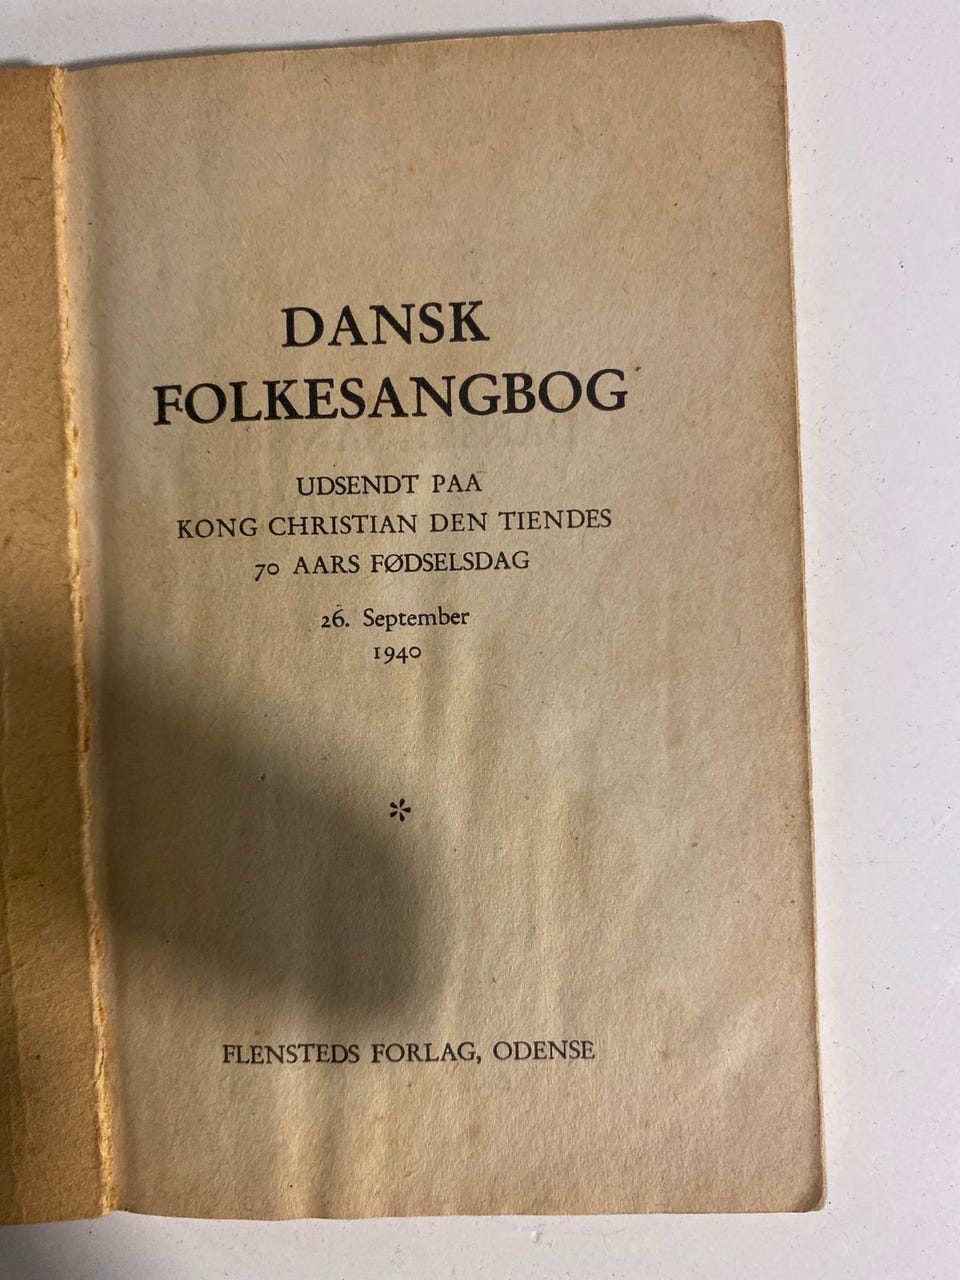 DANSK
FOLKESANGBOG
UDSENDT PAA
KONG CHRISTIAN DEN TIENDES
70 AARS FØDSELSDAG
26. September
1940
*
FLENSTEDS FORLAG, ODENSE